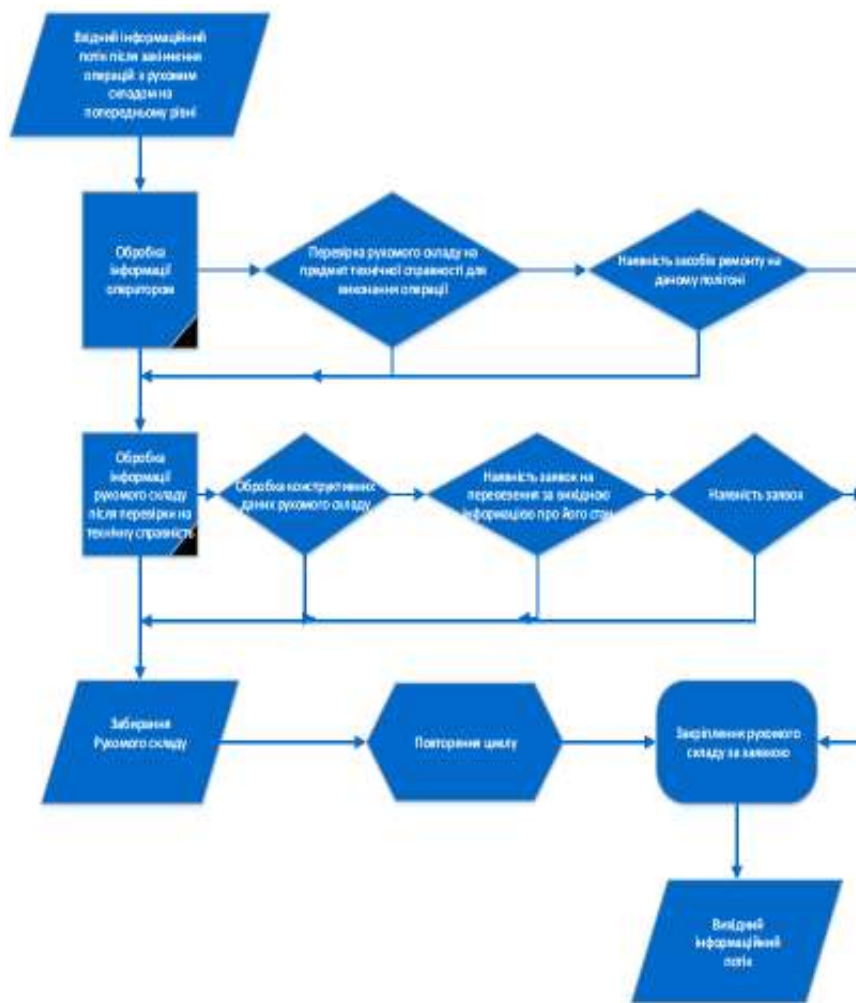 Вхідний інформаційний
потік після закінчення
операцій з рухомим
складом на
попередньому рівні
Обробка
інформації
оператором
Перевірка рухомого складу на
предмет технічної справності для
виконання операції
Наявність засобів ремонту на
даному полігоні
Обробка
інформації
рухомого складу
після перевірки на
технічну справність
Обробка конструктивних
даних рухомого складу
Наявність заявок на
перевезення за вихідною
інформацією про його стан
Наявність заявок
Забирання
Рухомого складу
Повторення циклу
Закріплення рухомого
складу за заявкою
Вихідний
інформаційний
потік